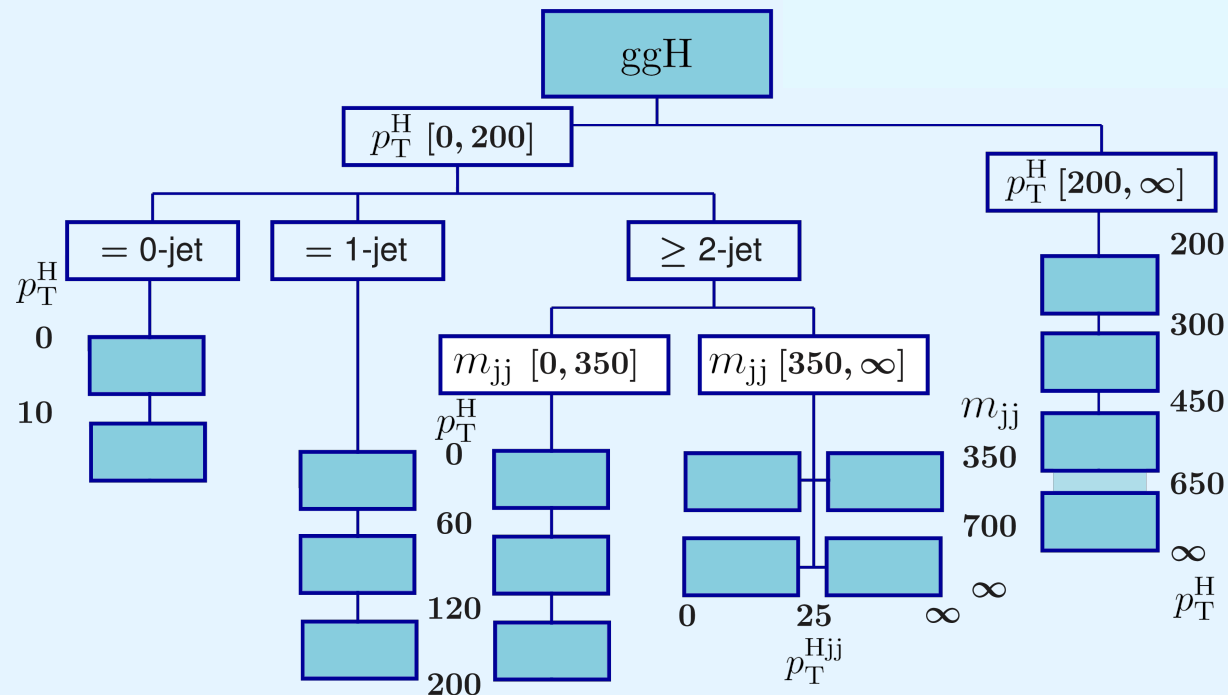 ggH
p_T^H [0, 200]
p_T^H [200, ∞]
= 0-jet
= 1-jet
≥ 2-jet
p_T^H
0
10
m_jj [0, 350]
m_jj [350, ∞]
p_T^H
0
60
120
200
m_jj
350
700
∞
0 25 ∞
p_T^Hjj
200
300
450
650
∞
p_T^H